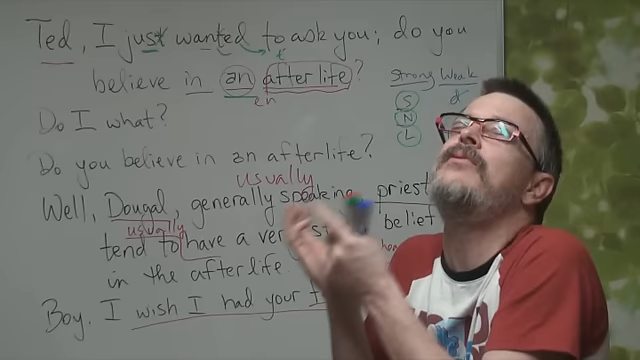 Ted, I just wanted to ask you; do you
t
believe in an afterlife?
an
Strong Weak
S
N
L
Do I what?
Do you believe in an afterlife?
usually
Well, Dougal, generally speaking priest
usually
tend to have a very st
belief
in the afterlife.
Boy. I wish I had your